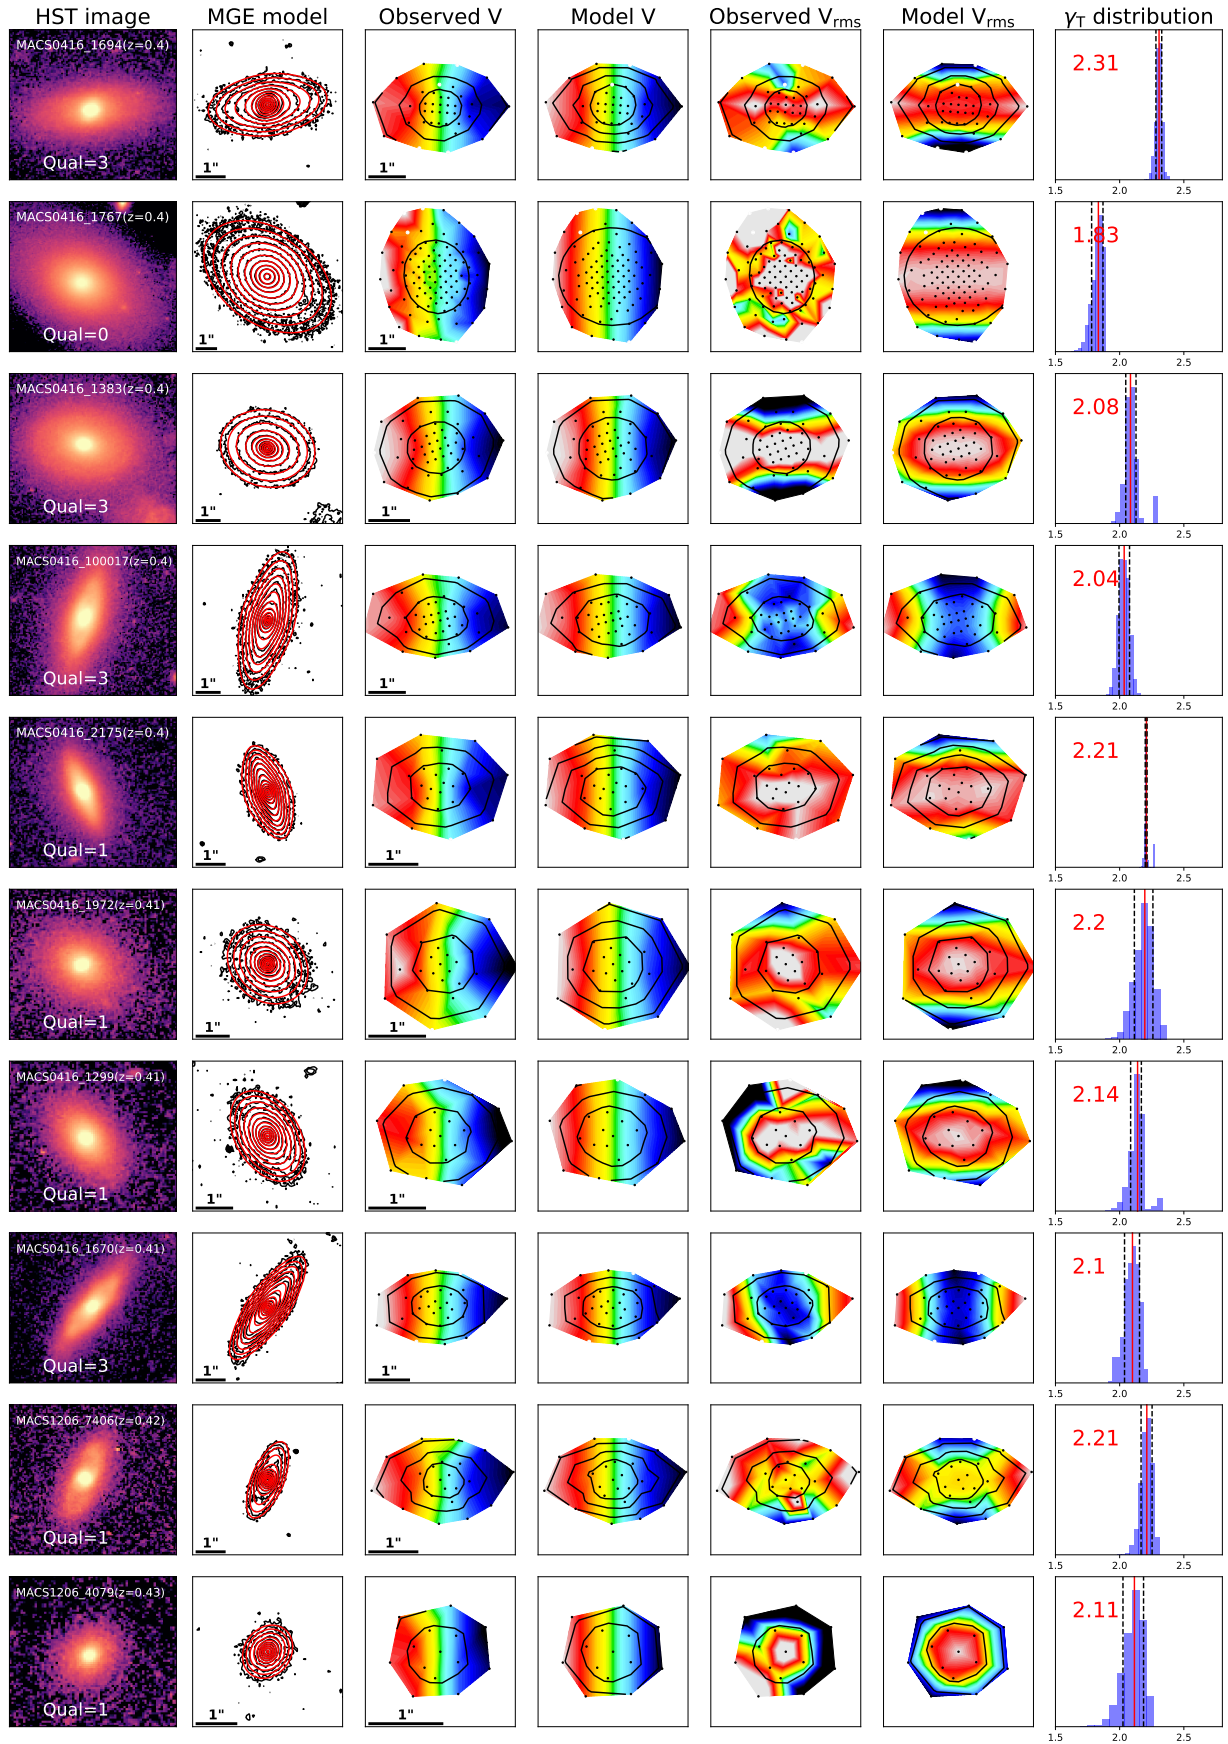 HST image MGE model Observed V Model V Observed Vrms Model Vrms γT distribution
MACS0416_1694(z=0.4)
Qual=3
1"
1"
2.31
1.5 2.0 2.5
MACS0416_1767(z=0.4)
Qual=0
1"
1"
1.83
1.5 2.0 2.5
MACS0416_1383(z=0.4)
Qual=3
1"
1"
2.08
1.5 2.0 2.5
MACS0416_100017(z=0.4)
Qual=3
1"
1"
2.04
1.5 2.0 2.5
MACS0416_2175(z=0.4)
Qual=1
1"
1"
2.21
1.5 2.0 2.5
MACS0416_1972(z=0.41)
Qual=1
1"
1"
2.2
1.5 2.0 2.5
MACS0416_1299(z=0.41)
Qual=1
1"
1"
2.14
1.5 2.0 2.5
MACS0416_1670(z=0.41)
Qual=3
1"
1"
2.1
1.5 2.0 2.5
MACS1206_7406(z=0.42)
Qual=1
1"
1"
2.21
1.5 2.0 2.5
MACS1206_4079(z=0.43)
Qual=1
1"
1"
2.11
1.5 2.0 2.5